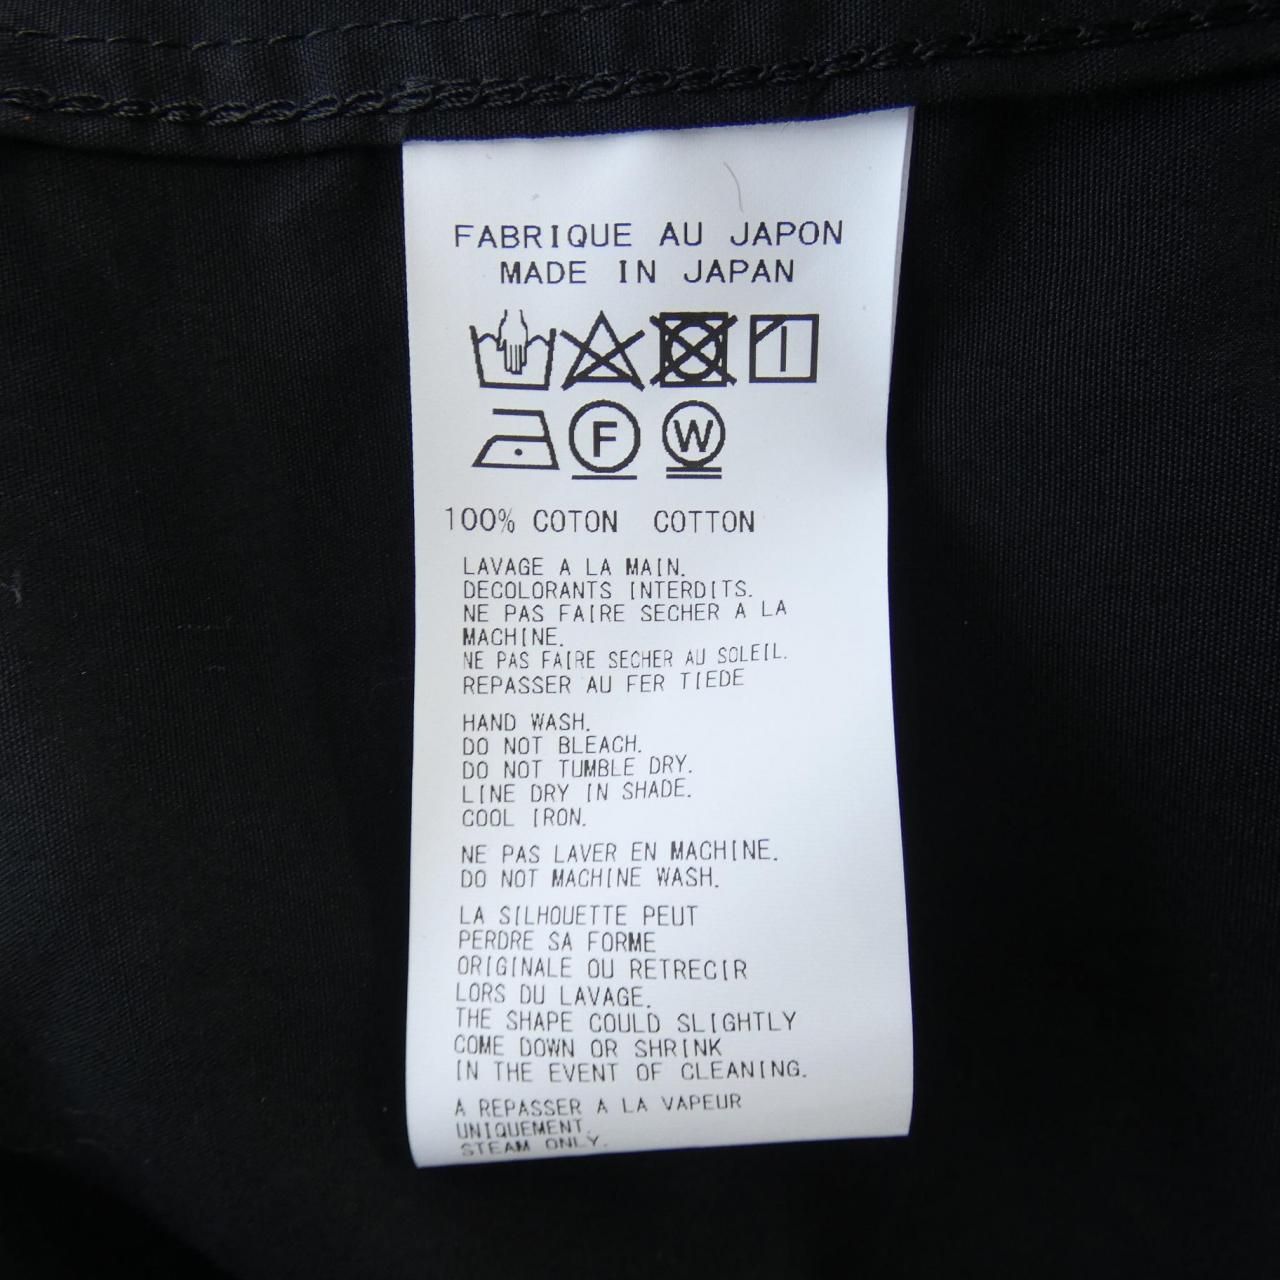 FABRIQUE AU JAPON
MADE IN JAPAN
F W
100% COTON COTTON
LAVAGE A LA MAIN.
DECOLORANTS INTERDITS.
NE PAS FAIRE SECHER A LA
MACHINE.
NE PAS FAIRE SECHER AU SOLEIL.
REPASSER AU FER TIEDE
HAND WASH.
DO NOT BLEACH.
DO NOT TUMBLE DRY.
LINE DRY IN SHADE.
COOL IRON.
NE PAS LAVER EN MACHINE.
DO NOT MACHINE WASH.
LA SILHOUETTE PEUT
PERDRE SA FORME
ORIGINALE OU RETRECIR
LORS DU LAVAGE.
THE SHAPE COULD SLIGHTLY
COME DOWN OR SHRINK
IN THE EVENT OF CLEANING.
A REPASSER A LA VAPEUR
UNIQUEMENT.
STEAM ONLY.